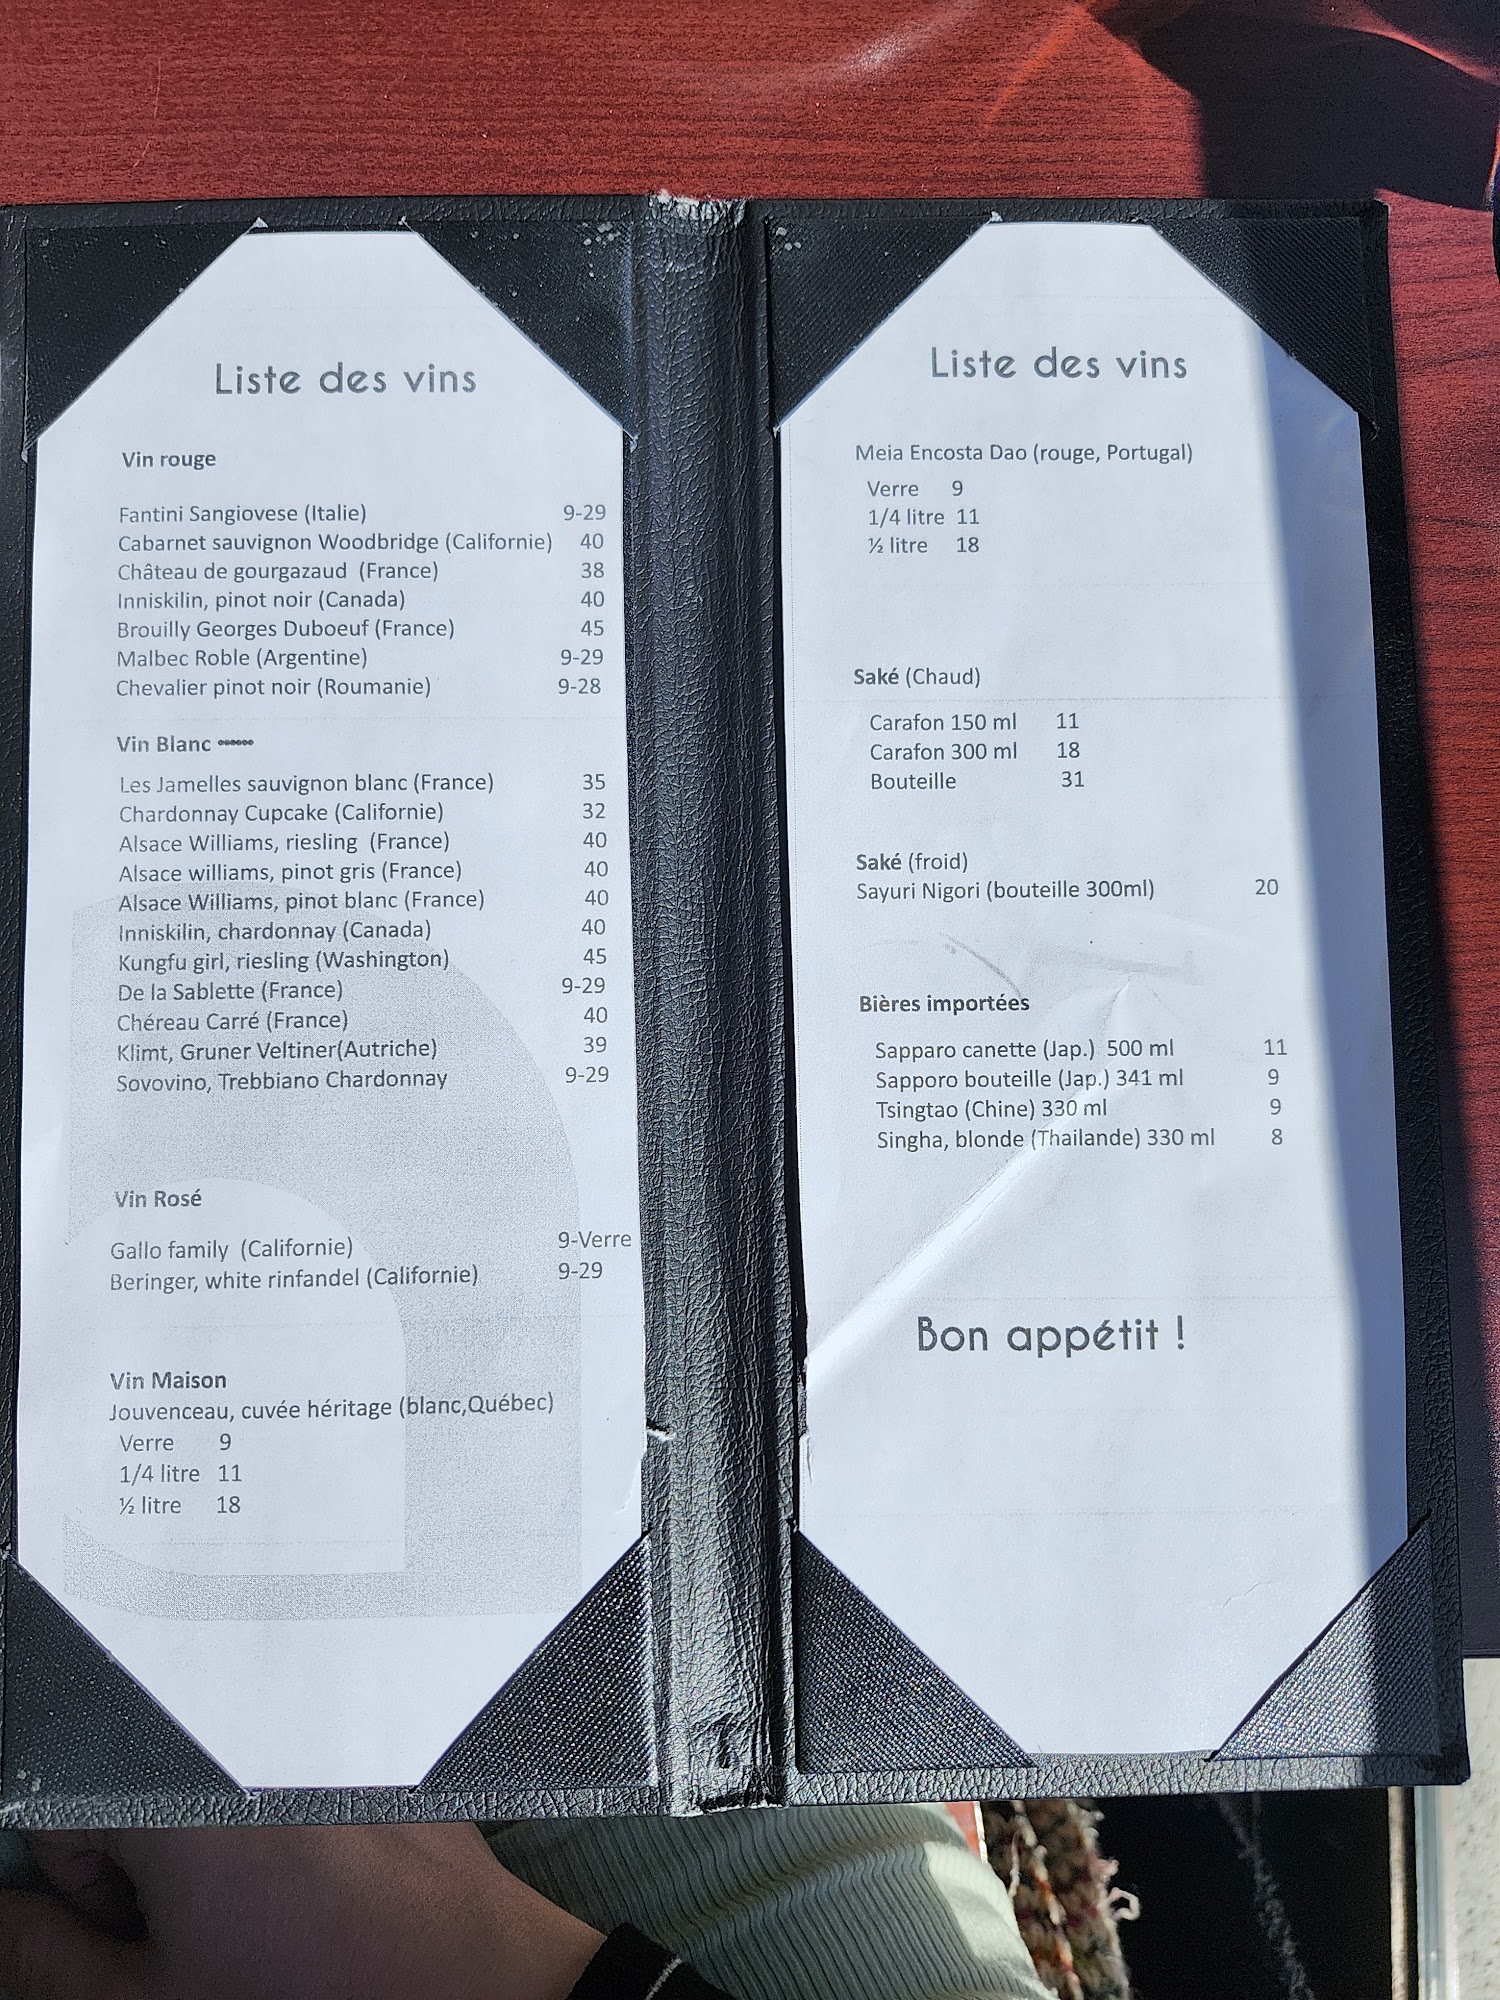 Liste des vins
Vin rouge
Fantini Sangiovese (Italie) 9-29
Cabarnet sauvignon Woodbridge (Californie) 40
Château de gourgazaud (France) 38
Inniskilin, pinot noir (Canada) 40
Brouilly Georges Duboeuf (France) 45
Malbec Roble (Argentine) 9-29
Chevalier pinot noir (Roumanie) 9-28
Vin Blanc
Les Jamelles sauvignon blanc (France) 35
Chardonnay Cupcake (Californie) 32
Alsace Williams, riesling (France) 40
Alsace williams, pinot gris (France) 40
Alsace Williams, pinot blanc (France) 40
Inniskilin, chardonnay (Canada) 40
Kungfu girl, riesling (Washington) 45
De la Sablette (France) 9-29
Chéreau Carré (France) 40
Klimt, Gruner Veltiner(Autriche) 39
Sovovino, Trebbiano Chardonnay 9-29
Vin Rosé
Gallo family (Californie) 9-Verre
Beringer, white rinfandel (Californie) 9-29
Vin Maison
Jouvenceau, cuvée héritage (blanc,Québec)
Verre 9
1/4 litre 11
½ litre 18
Liste des vins
Meia Encosta Dao (rouge, Portugal)
Verre 9
1/4 litre 11
½ litre 18
Saké (Chaud)
Carafon 150 ml 11
Carafon 300 ml 18
Bouteille 31
Saké (froid)
Sayuri Nigori (bouteille 300ml) 20
Bières importées
Sapparo canette (Jap.) 500 ml 11
Sapporo bouteille (Jap.) 341 ml 9
Tsingtao (Chine) 330 ml 9
Singha, blonde (Thailande) 330 ml 8
Bon appétit !